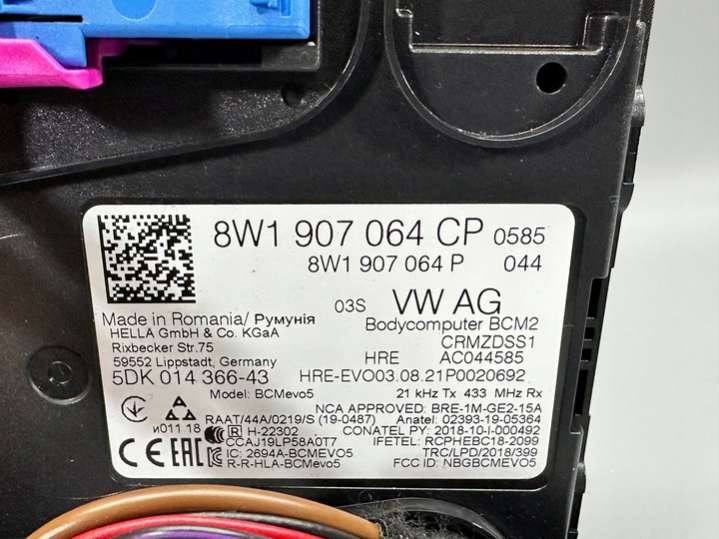 8W1 907 064 CP 0585
8W1 907 064 P 044
03S VW AG
Made in Romania/ Румунія
Bodycomputer BCM2
HELLA GmbH & Co. KGaA
CRMZDSS1
Rixbecker Str.75
HRE AC044585
59552 Lippstadt, Germany
5DK 014 366-43 HRE-EVO03.08.21P0020692
Model: BCMevo5 21 kHz Tx 433 MHz Rx
NCA APPROVED: BRE-1M-GE2-15A
RAAT/44A/0219/S (19-0487) Anatel: 02393-19-05364
И011 18 R H-22302 CONATEL PY: 2018-10-I-000492
CCAJ19LP58A0T7 IFETEL: RCPHEBC18-2099
CE EAC IC: 2694A-BCMEVO5 TRC/LPD/2018/399
R-R-HLA-BCMevo5 FCC ID: NBGBCMEVO5